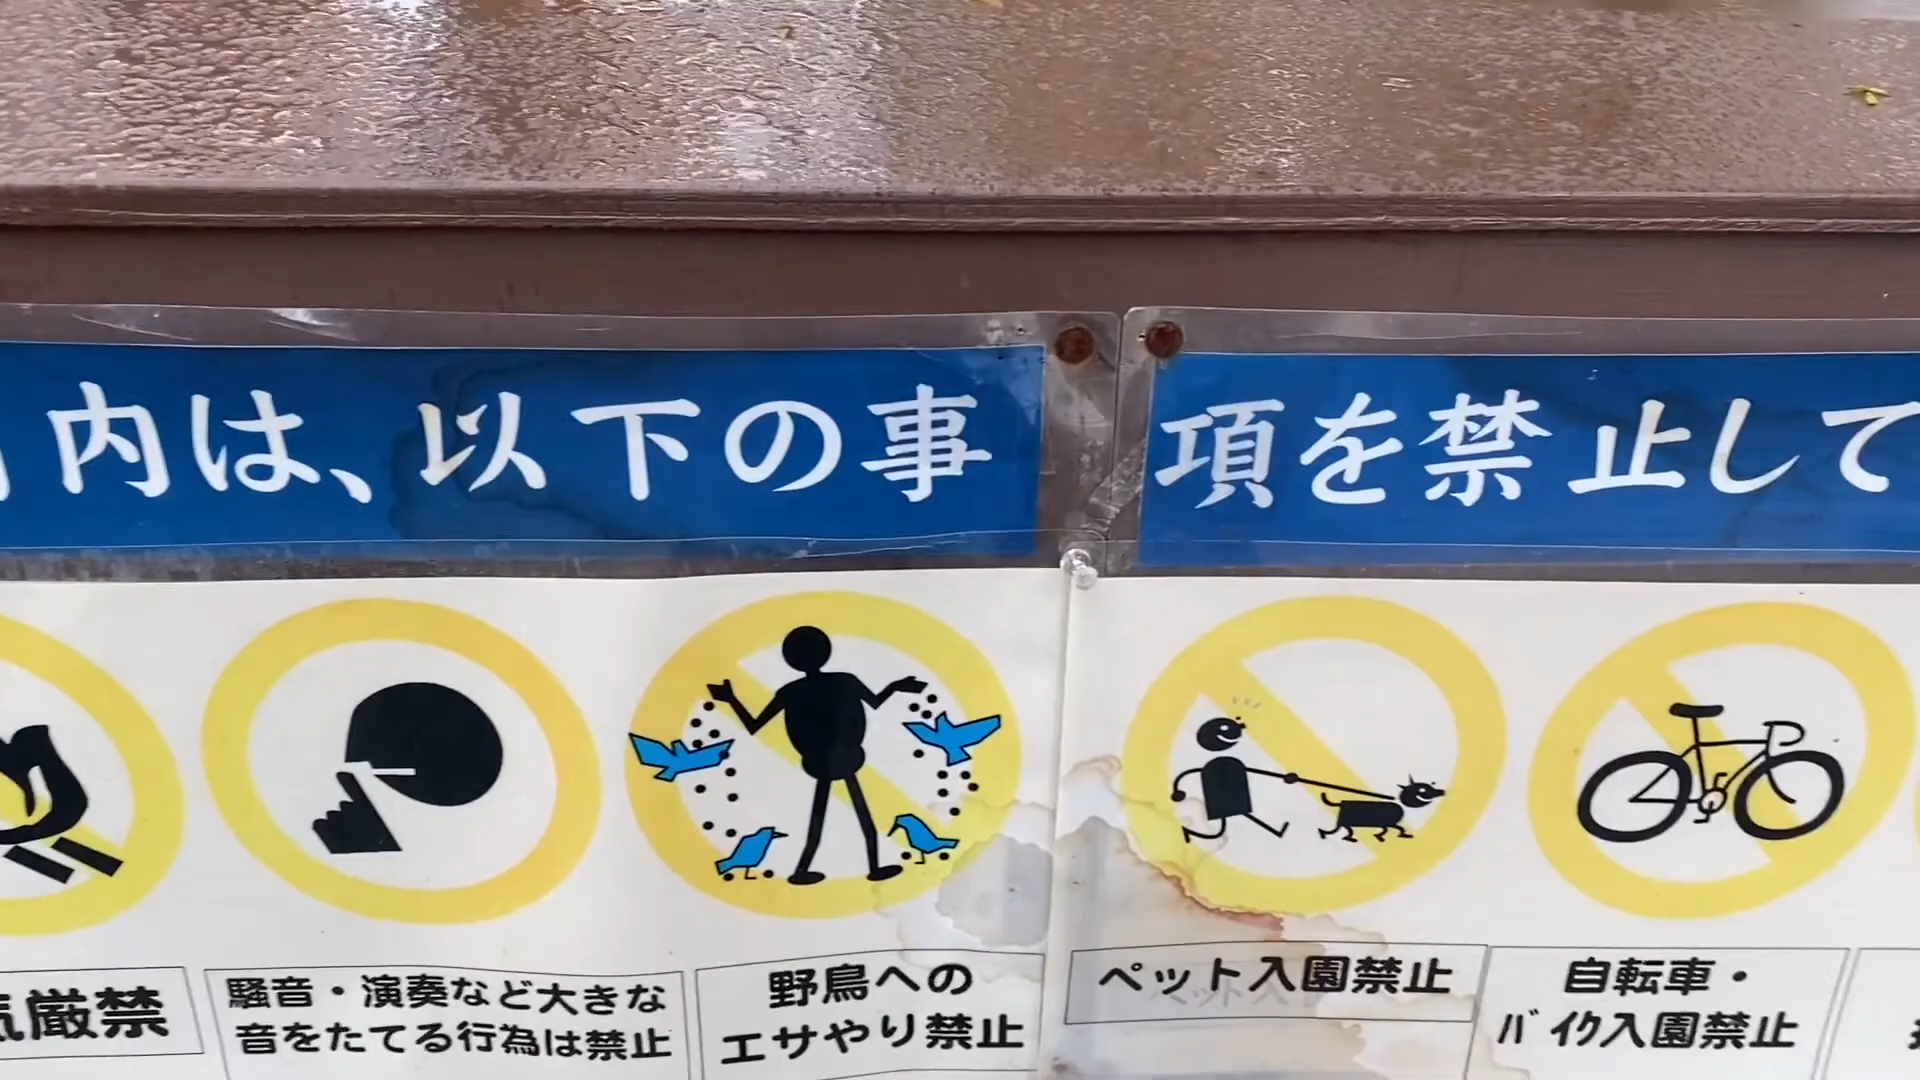 内は、以下の事項を禁止して
厳禁
騒音・演奏など大きな
音をたてる行為は禁止
野鳥への
エサやり禁止
ペット入園禁止
自転車・
バイク入園禁止